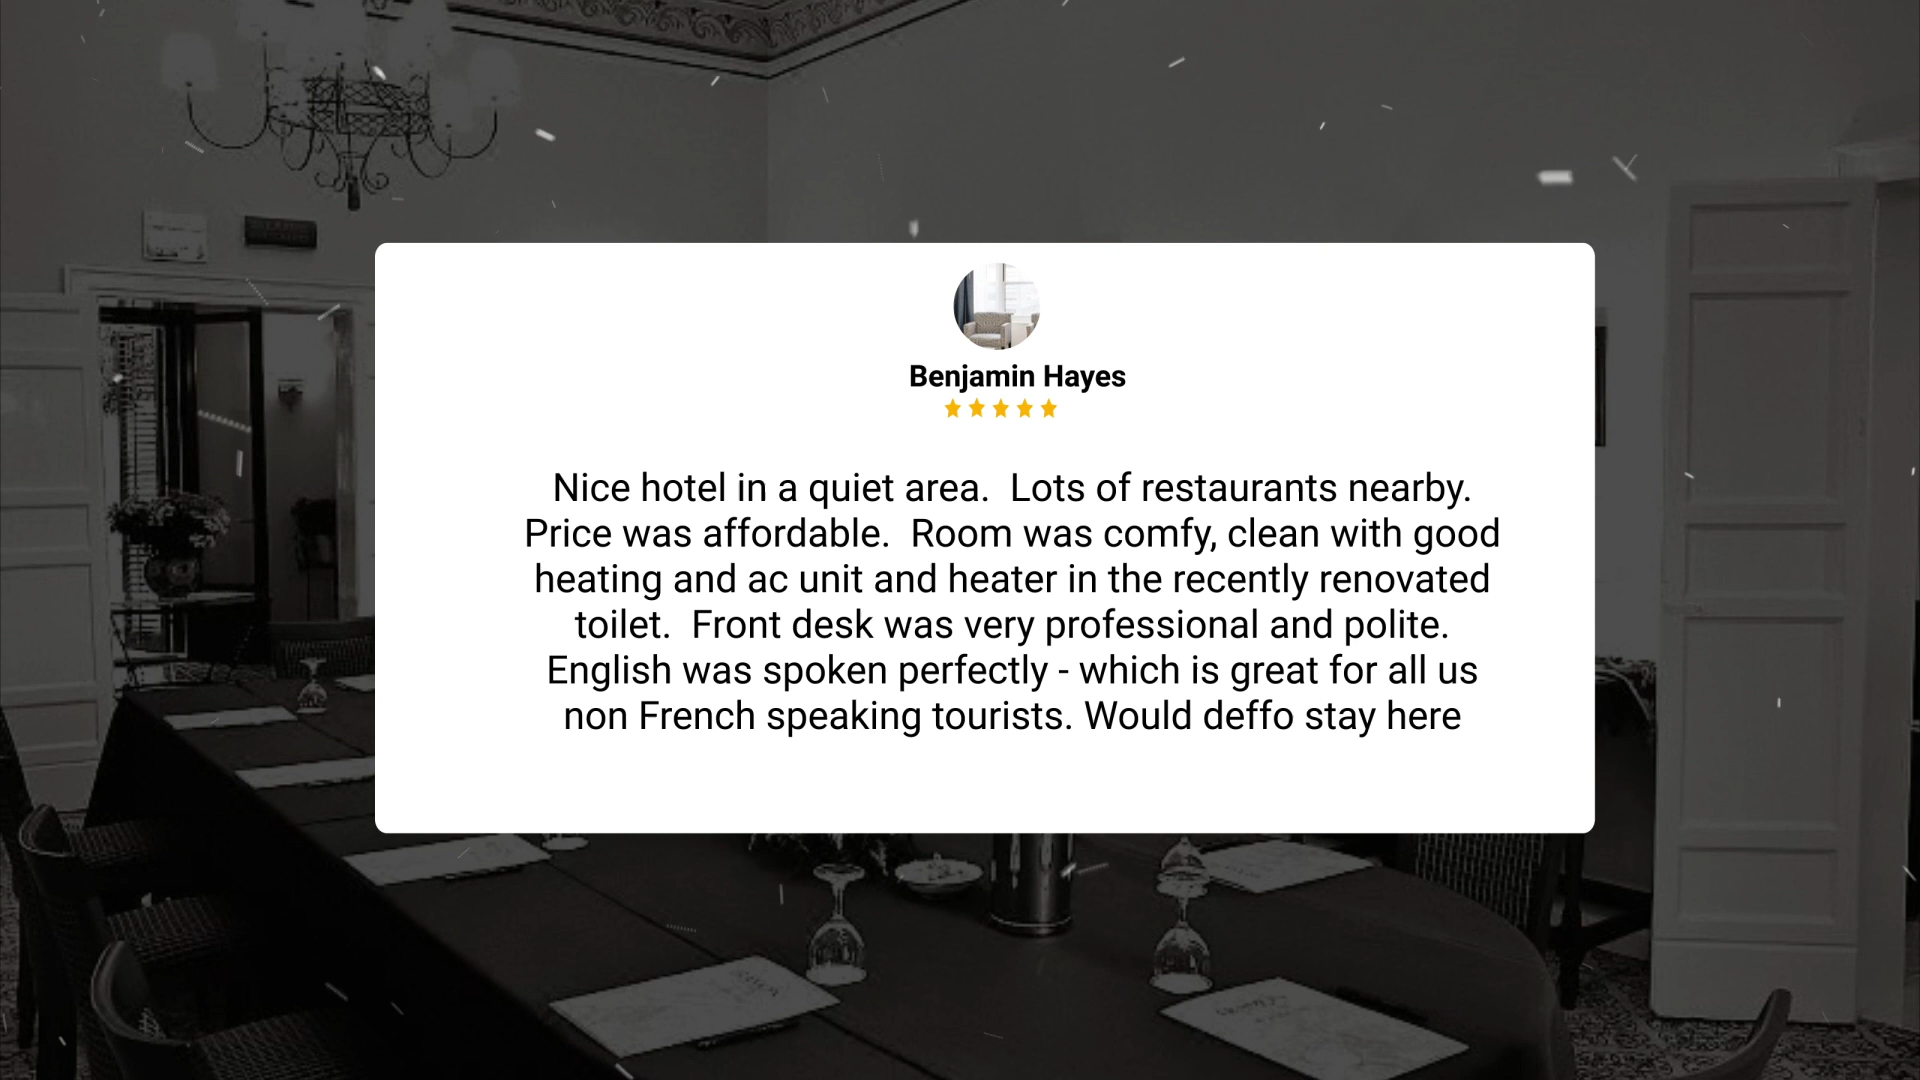 Benjamin Hayes
Nice hotel in a quiet area.  Lots of restaurants nearby.
Price was affordable.  Room was comfy, clean with good
heating and ac unit and heater in the recently renovated
toilet.  Front desk was very professional and polite.
English was spoken perfectly - which is great for all us
non French speaking tourists. Would deffo stay here